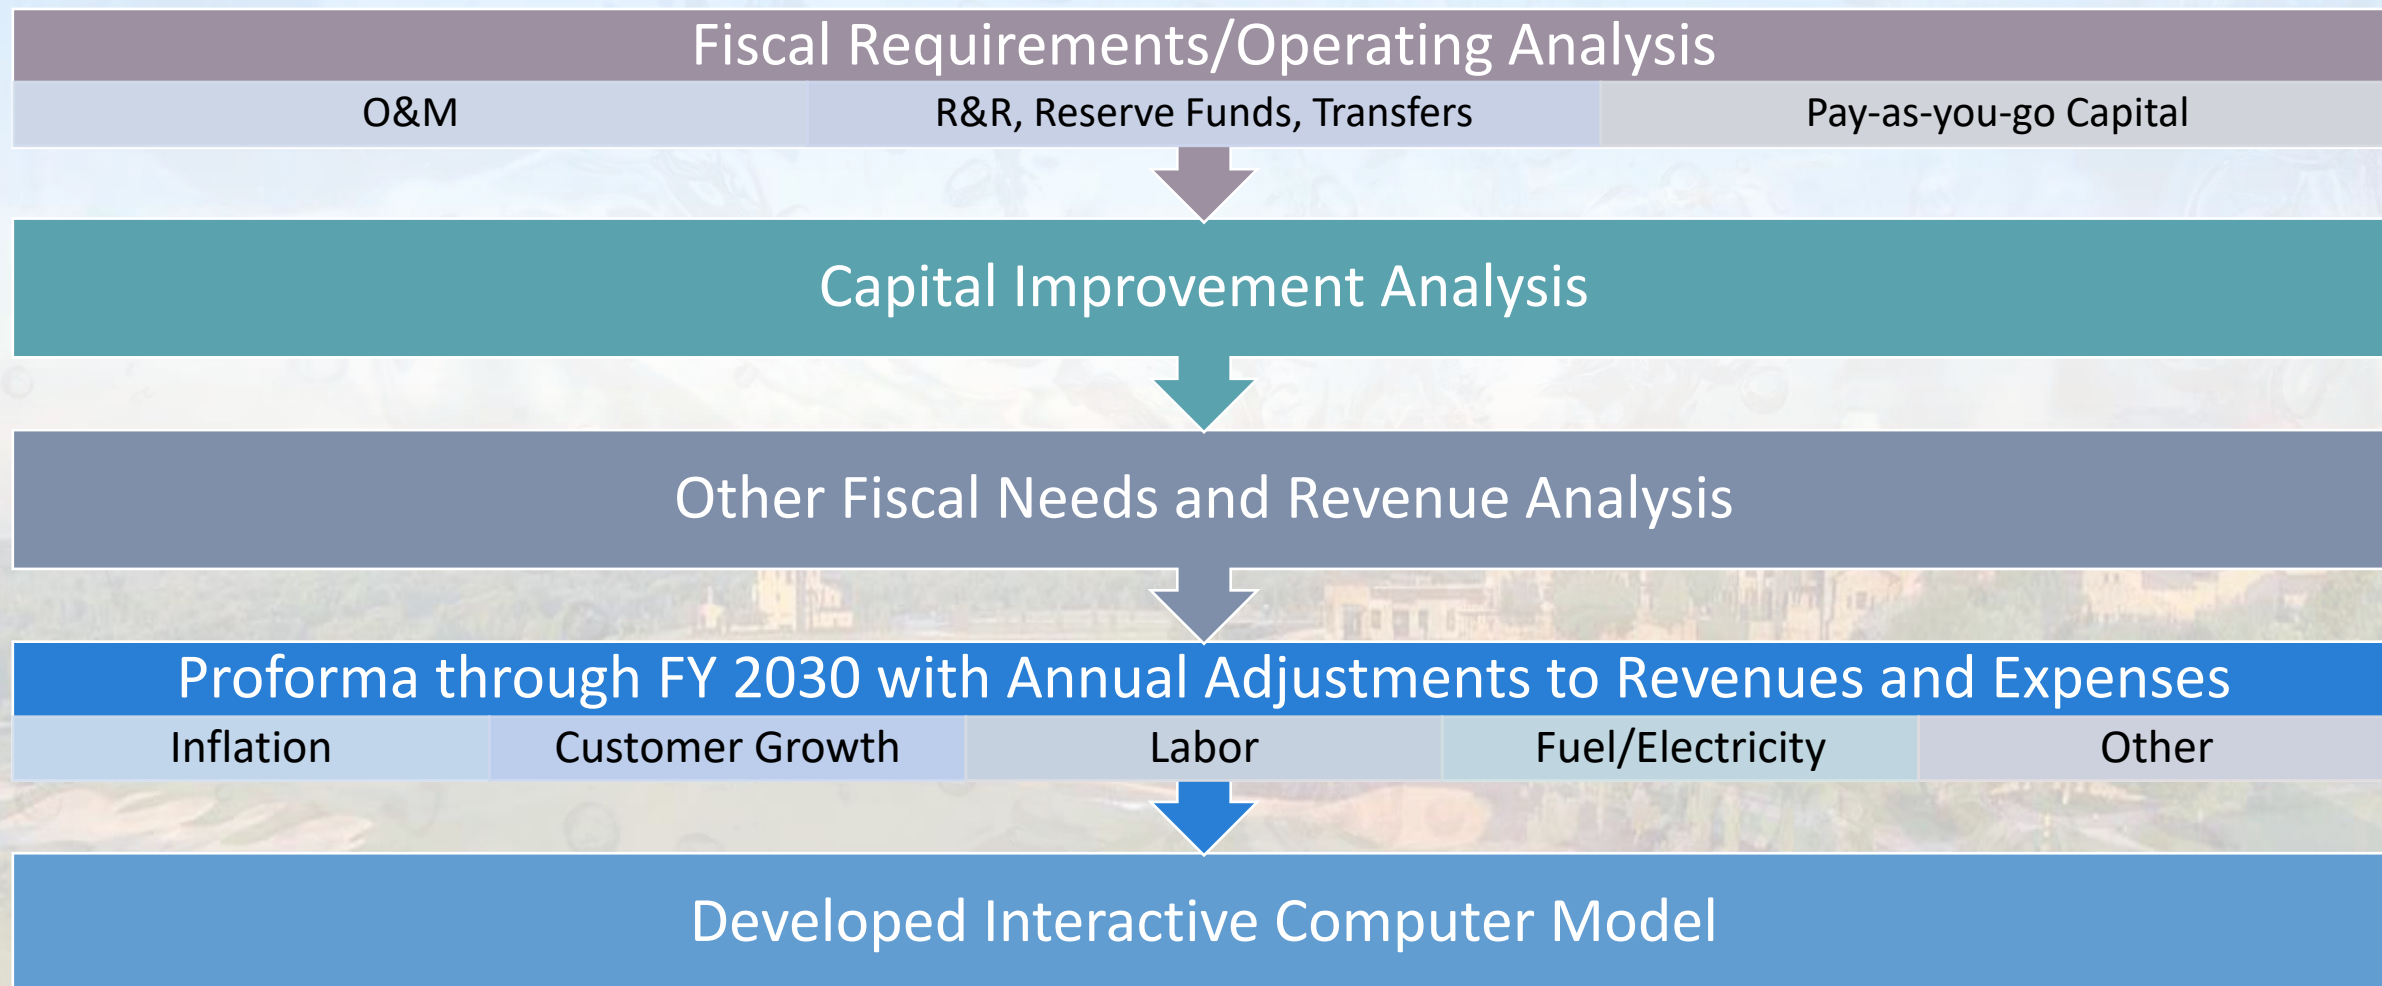 Fiscal Requirements/Operating Analysis
O&M
R&R, Reserve Funds, Transfers
Pay-as-you-go Capital
Capital Improvement Analysis
Other Fiscal Needs and Revenue Analysis
Proforma through FY 2030 with Annual Adjustments to Revenues and Expenses
Inflation
Customer Growth
Labor
Fuel/Electricity
Other
Developed Interactive Computer Model